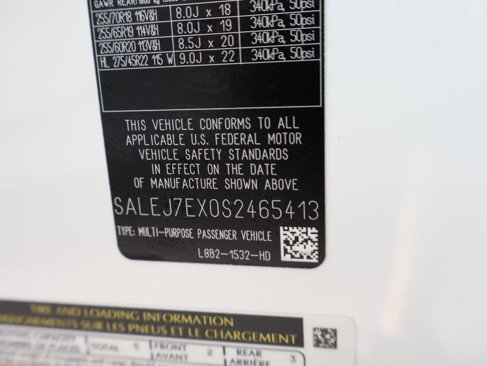 255/70R18 116V&H 8.0J x 18 340kPa, 50psi
255/65R19 114V&H 8.0J x 19 340kPa, 50psi
255/60R20 113V&H 8.5J x 20 340kPa, 50psi
HL 275/45R22 115 W 9.0J x 22 340kPa, 50psi
THIS VEHICLE CONFORMS TO ALL
APPLICABLE U.S. FEDERAL MOTOR
VEHICLE SAFETY STANDARDS
IN EFFECT ON THE DATE
OF MANUFACTURE SHOWN ABOVE
SALEJ7EX0S2465413
TYPE: MULTI-PURPOSE PASSENGER VEHICLE
L8B2-1532-HD
TIRE AND LOADING INFORMATION
RENSEIGNEMENTS SUR LES PNEUS ET LE CHARGEMENT
TOTAL 5 FRONT 2 REAR 3
AVANT